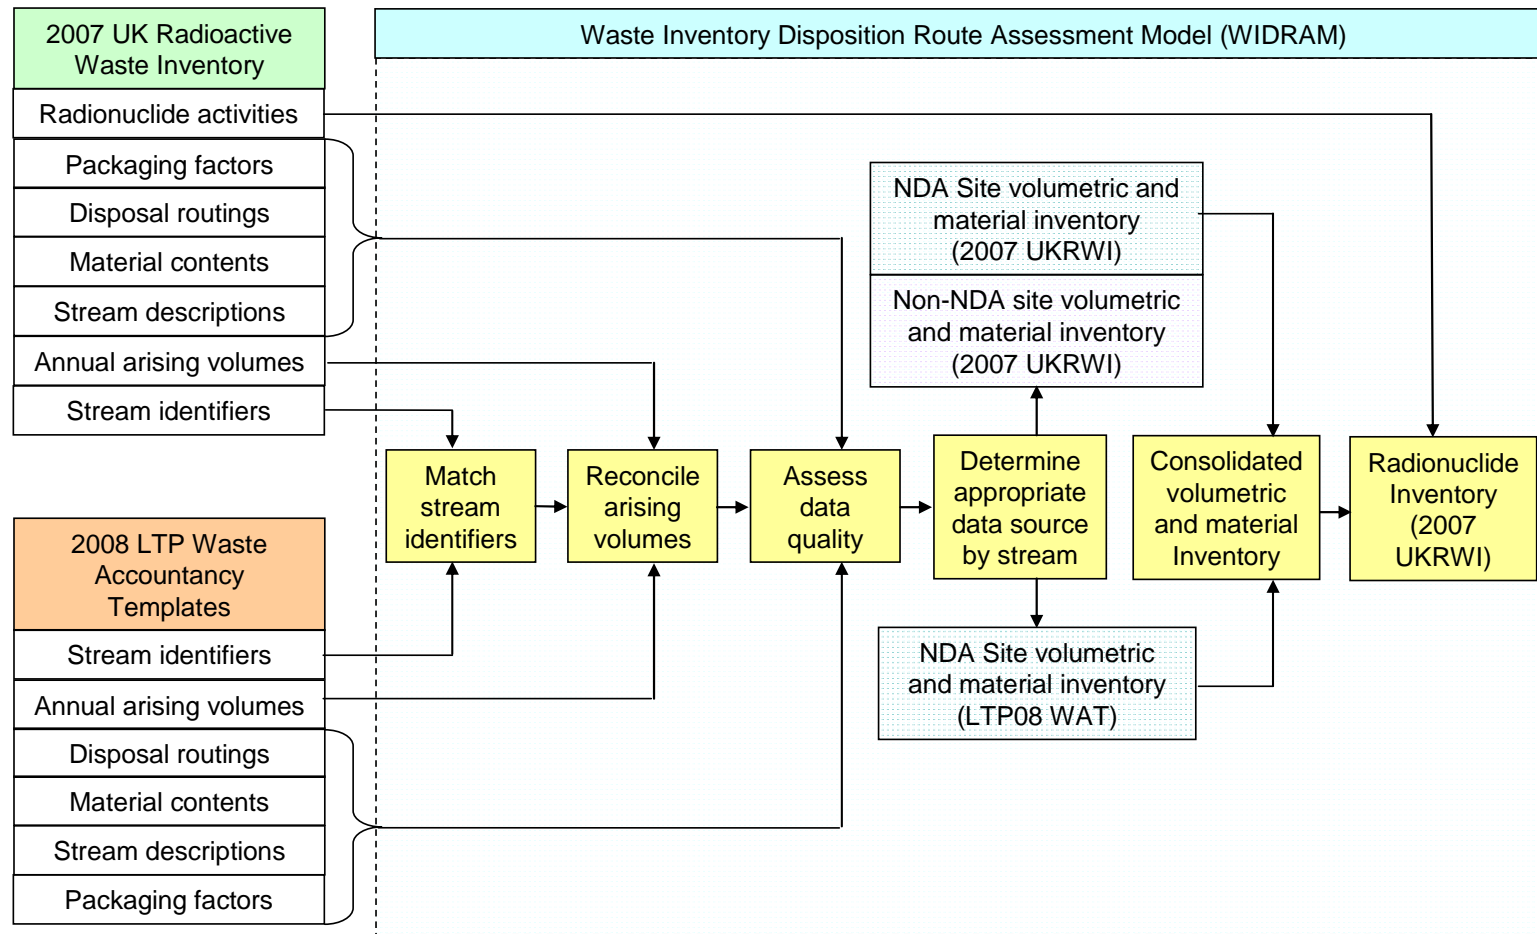 2007 UK Radioactive
Waste Inventory
Radionuclide activities
Packaging factors
Disposal routings
Material contents
Stream descriptions
Annual arising volumes
Stream identifiers
2008 LTP Waste
Accountancy
Templates
Stream identifiers
Annual arising volumes
Disposal routings
Material contents
Stream descriptions
Packaging factors
Waste Inventory Disposition Route Assessment Model (WIDRAM)
Match
stream
identifiers
Reconcile
arising
volumes
Assess
data
quality
Determine
appropriate
data source
by stream
NDA Site volumetric and
material inventory
(2007 UKRWI)
Non-NDA site volumetric
and material inventory
(2007 UKRWI)
NDA Site volumetric
and material inventory
(LTP08 WAT)
Consolidated
volumetric
and material
Inventory
Radionuclide
Inventory
(2007
UKRWI)